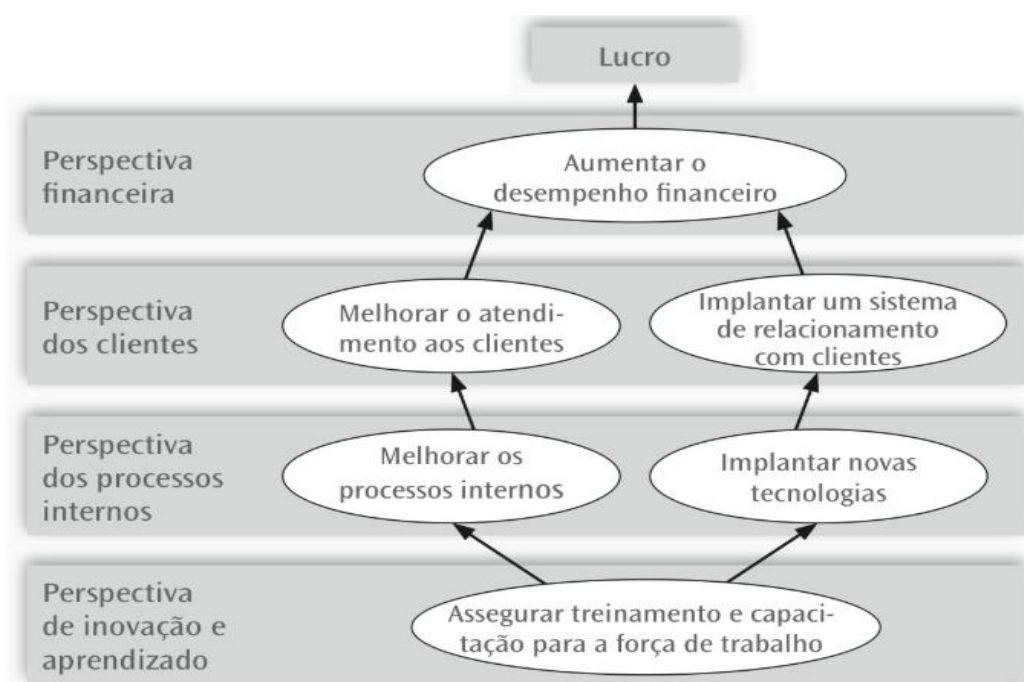 Lucro
Perspectiva
financeira
Aumentar o
desempenho financeiro
Perspectiva
dos clientes
Melhorar o atendi-
mento aos clientes
Implantar um sistema
de relacionamento
com clientes
Perspectiva
dos processos
internos
Melhorar os
processos internos
Implantar novas
tecnologias
Perspectiva
de inovação e
aprendizado
Assegurar treinamento e capaci-
tação para a força de trabalho